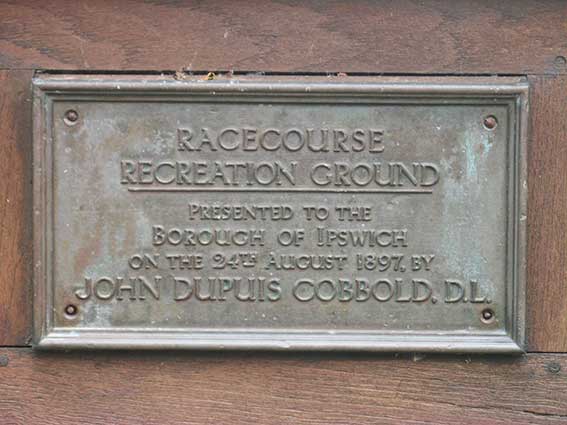 RACECOURSE
RECREATION GROUND
PRESENTED TO THE
BOROUGH OF IPSWICH
ON THE 24TH AUGUST 1897, BY
JOHN DUPUIS COBBOLD, D.L.